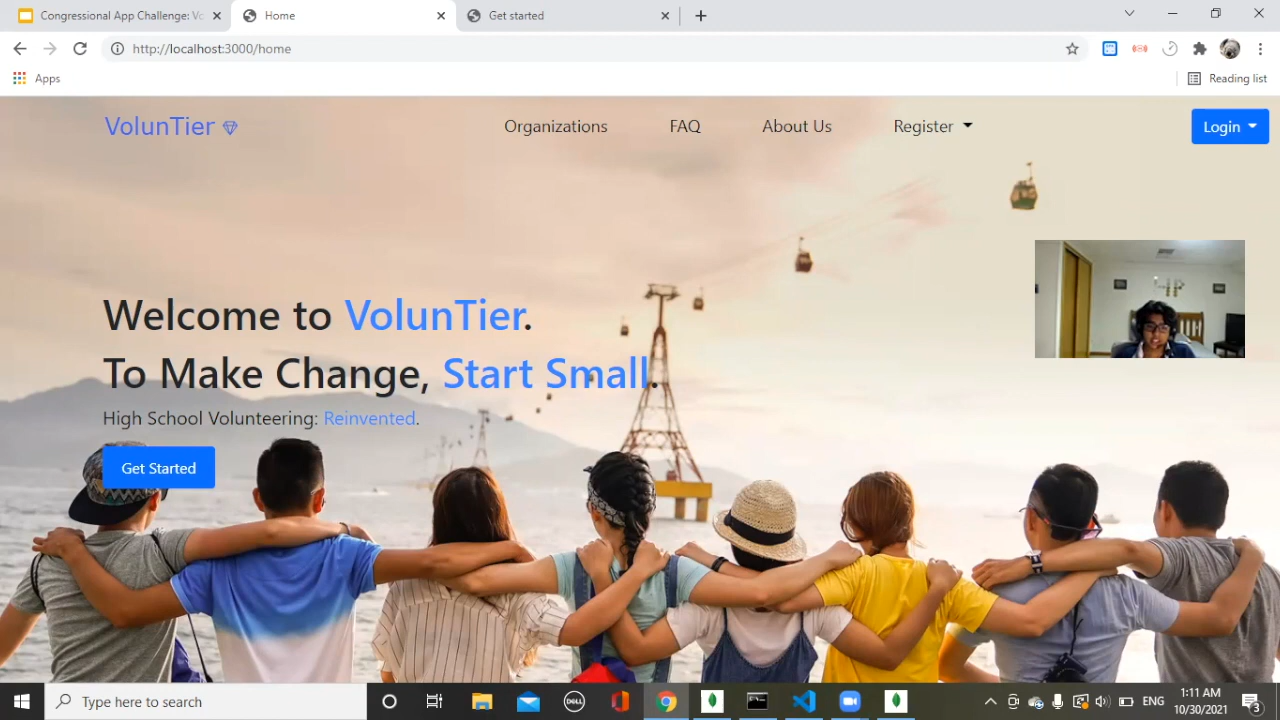 Congressional App Challenge: Vo
Home
Get started
http://localhost:3000/home
Apps
Reading list
VolunTier
Organizations
FAQ
About Us
Register
Login
Welcome to VolunTier.
To Make Change, Start Small.
High School Volunteering: Reinvented.
Get Started
Type here to search
DELL
ENG
1:11 AM
10/30/2021
3